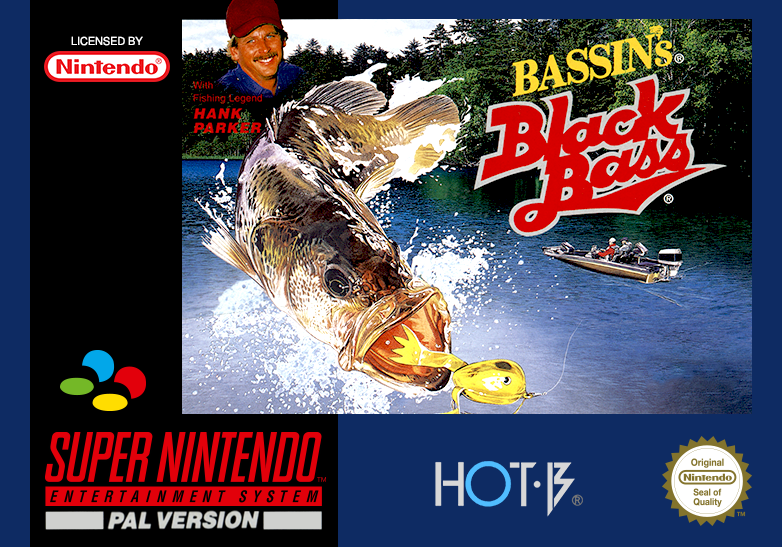 LICENSED BY
Nintendo®
With
Fishing Legend
HANK
PARKER
BASSIN's®
Black
Bass
®
SUPER NINTENDO™
ENTERTAINMENT SYSTEM
PAL VERSION
HOT·B®
Original
Nintendo
Seal of
Quality
™